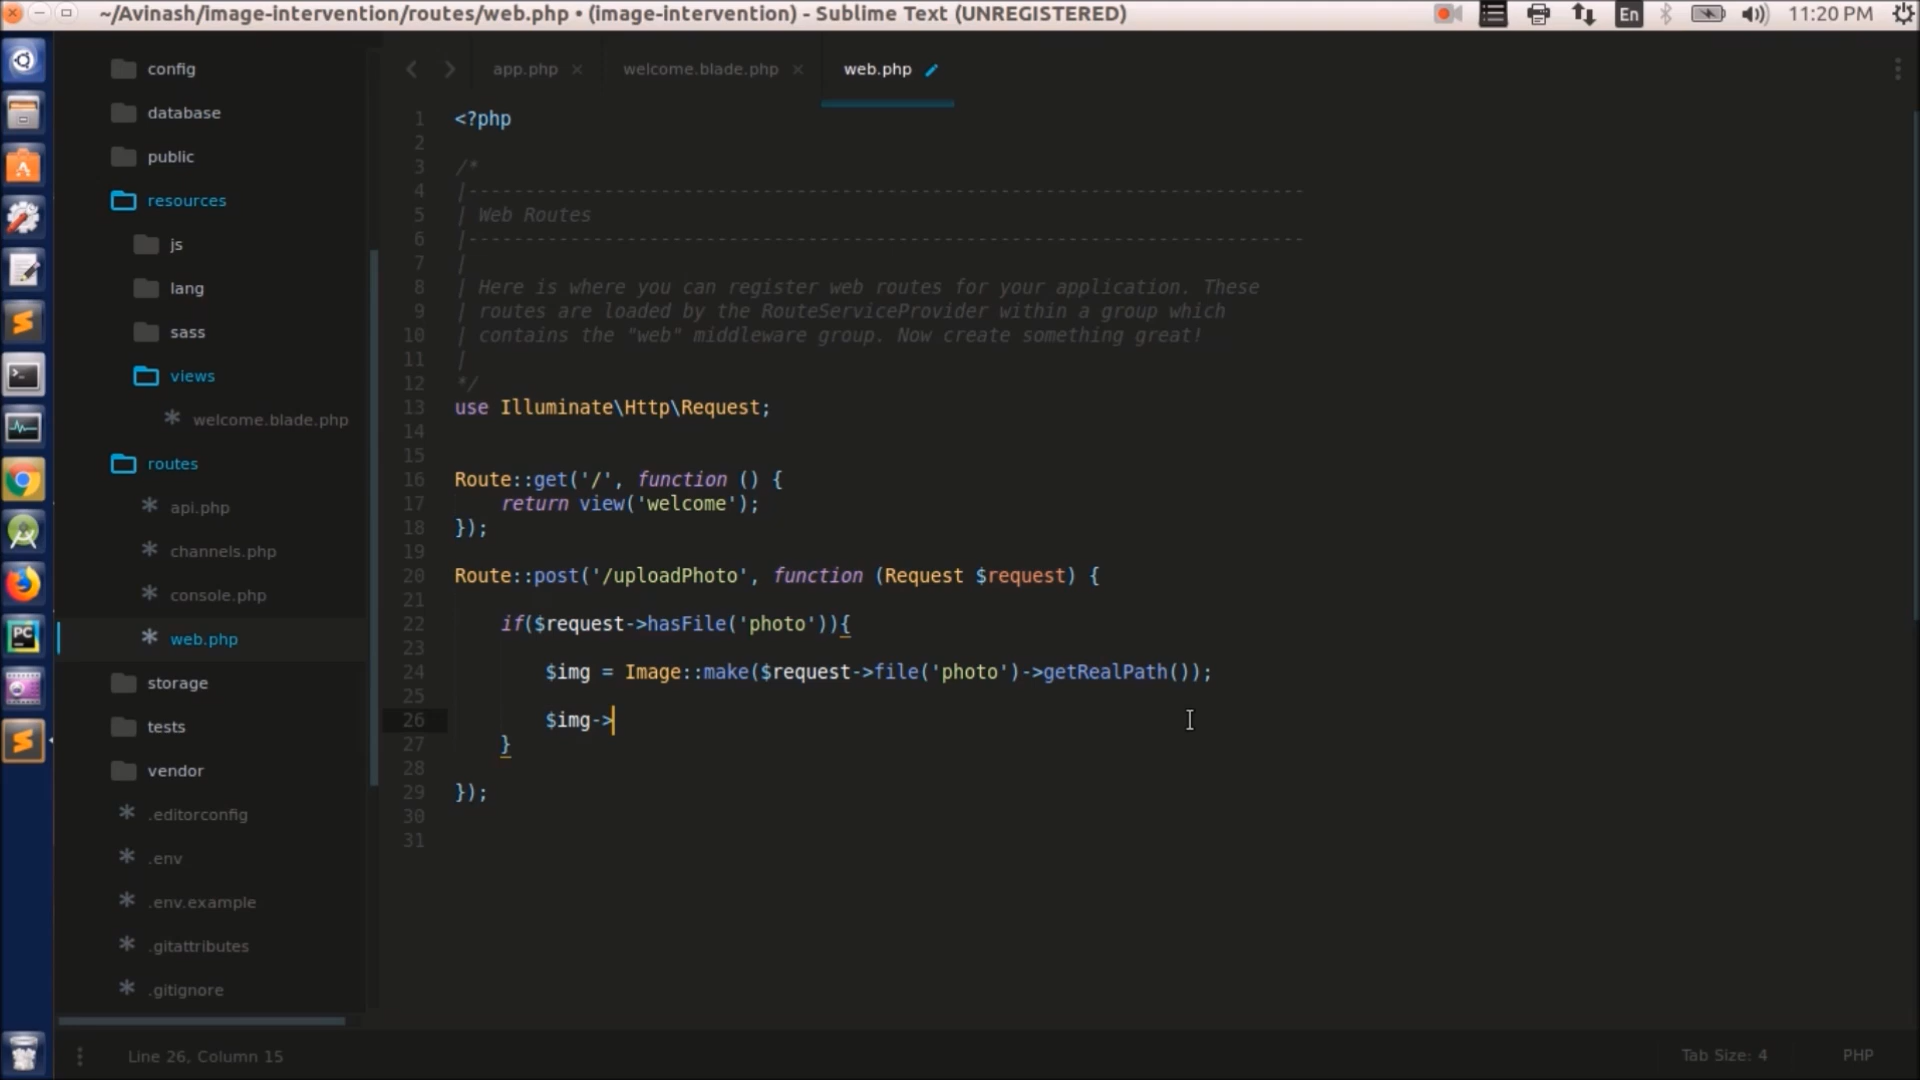 ~/Avinash/image-intervention/routes/web.php • (image-intervention) - Sublime Text (UNREGISTERED)
En
11:20 PM
config
database
public
resources
js
lang
sass
views
welcome.blade.php
routes
api.php
channels.php
console.php
web.php
storage
tests
vendor
.editorconfig
.env
.env.example
.gitattributes
.gitignore
PC
app.php
welcome.blade.php
web.php
1 <?php
2
3 /*
4 |--------------------------------------------------------------------------
5 | Web Routes
6 |--------------------------------------------------------------------------
7 |
8 | Here is where you can register web routes for your application. These
9 | routes are loaded by the RouteServiceProvider within a group which
10 | contains the "web" middleware group. Now create something great!
11 |
12 */
13 use Illuminate\Http\Request;
14
15
16 Route::get('/', function () {
17 return view('welcome');
18 });
19
20 Route::post('/uploadPhoto', function (Request $request) {
21
22 if($request->hasFile('photo')){
23
24 $img = Image::make($request->file('photo')->getRealPath());
25
26 $img->
27 }
28
29 });
30
31
Line 26, Column 15
Tab Size: 4
PHP